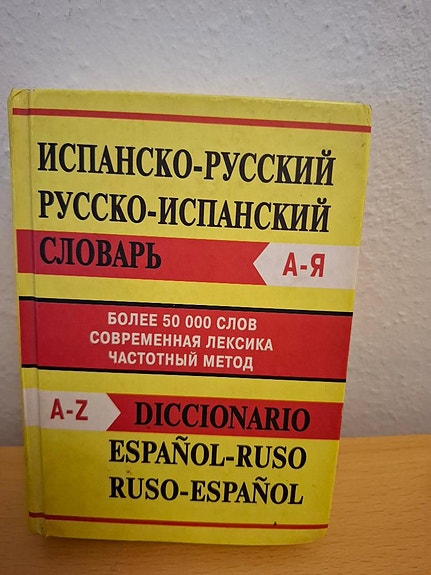 ИСПАНСКО-РУССКИЙ
РУССКО-ИСПАНСКИЙ
СЛОВАРЬ
А-Я
БОЛЕЕ 50 000 СЛОВ
СОВРЕМЕННАЯ ЛЕКСИКА
ЧАСТОТНЫЙ МЕТОД
A-Z
DICCIONARIO
ESPAÑOL-RUSO
RUSO-ESPAÑOL